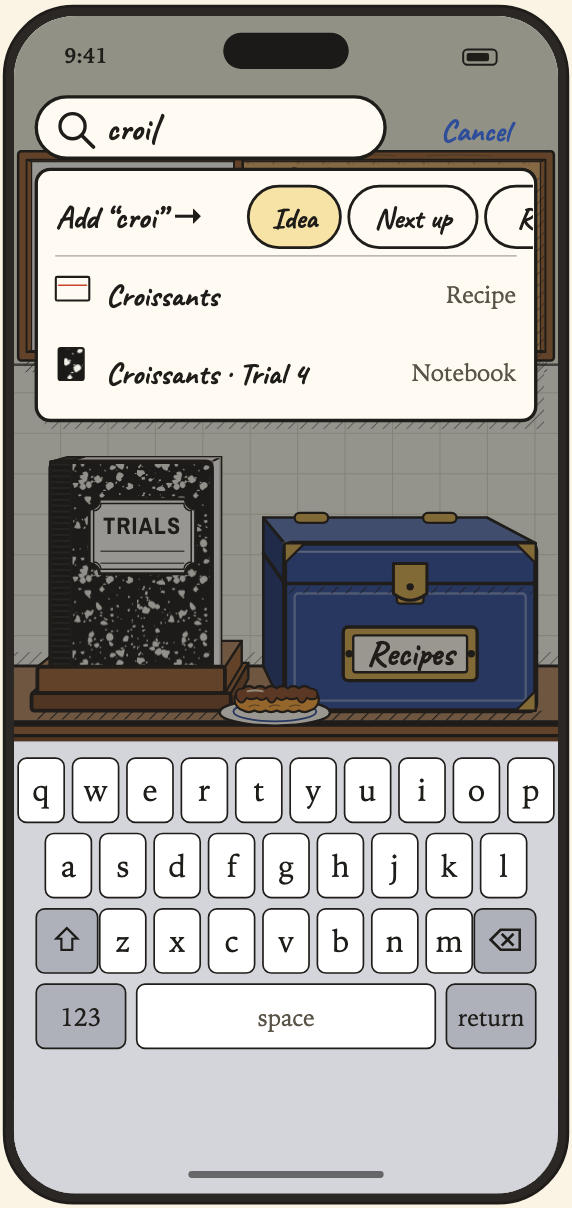 9:41
croi
Cancel
Add “croi”→ Idea Next up R
Croissants Recipe
Croissants · Trial 4 Notebook
TRIALS
Recipes
q w e r t y u i o p
a s d f g h j k l
z x c v b n m
123 space return